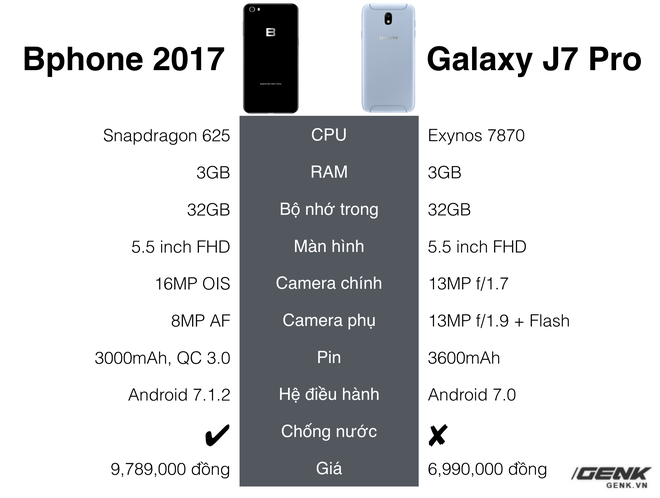 Bphone 2017 Galaxy J7 Pro
B
SAMSUNG
Snapdragon 625 CPU Exynos 7870
3GB RAM 3GB
32GB Bộ nhớ trong 32GB
5.5 inch FHD Màn hình 5.5 inch FHD
16MP OIS Camera chính 13MP f/1.7
8MP AF Camera phụ 13MP f/1.9 + Flash
3000mAh, QC 3.0 Pin 3600mAh
Android 7.1.2 Hệ điều hành Android 7.0
✔ Chống nước ✘
9,789,000 đồng Giá 6,990,000 đồng
GENK
GENK.VN